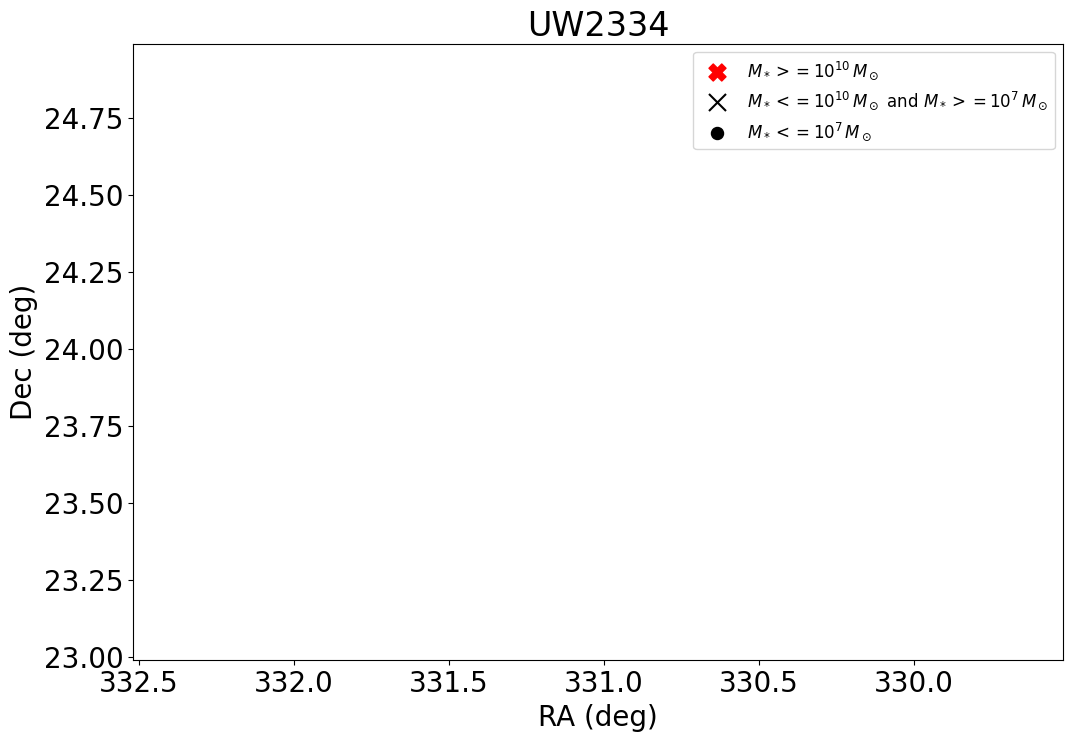 UW2334
M_* >= 10^10 M_⊙
M_* <= 10^10 M_⊙ and M_* >= 10^7 M_⊙
M_* <= 10^7 M_⊙
24.75
24.50
24.25
24.00
23.75
23.50
23.25
23.00
Dec (deg)
332.5 332.0 331.5 331.0 330.5 330.0
RA (deg)